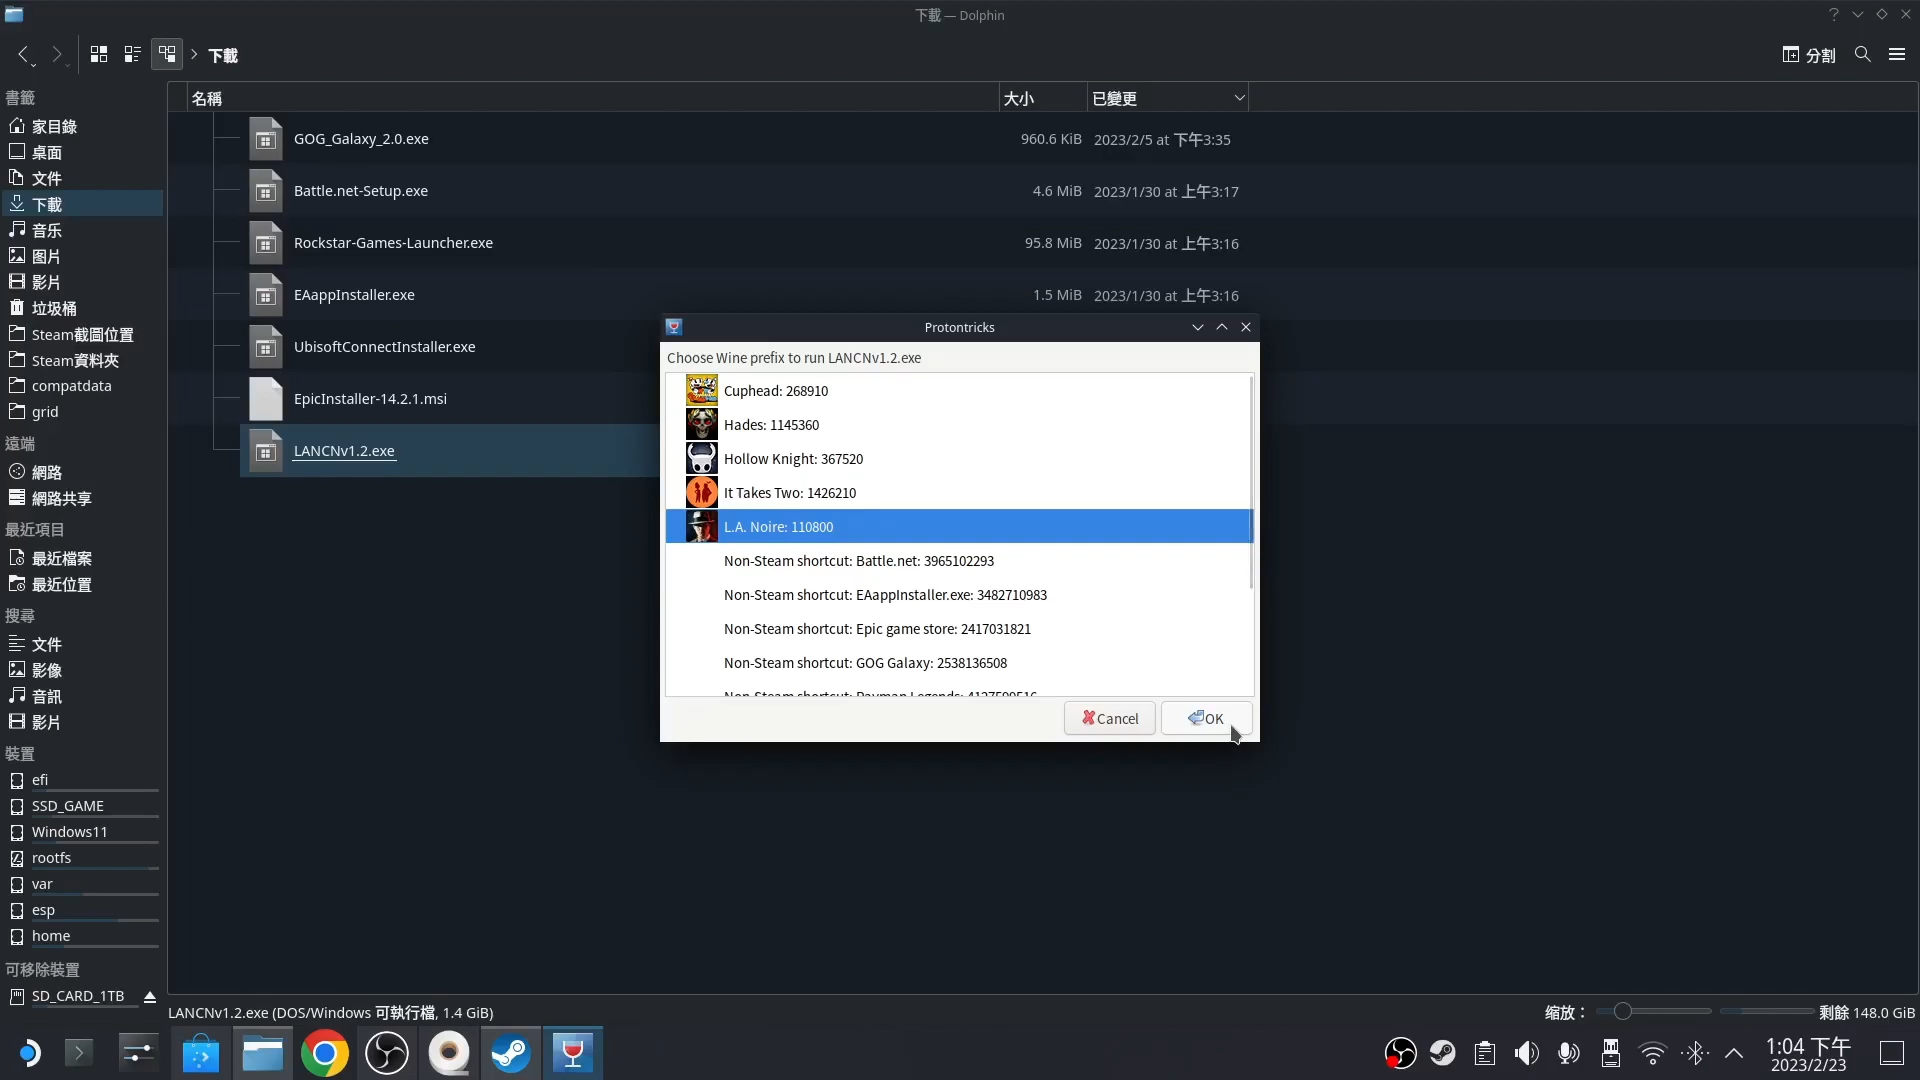 下載 — Dolphin
下載
分割
書籤
家目錄
桌面
文件
下載
音乐
图片
影片
垃圾桶
Steam截圖位置
Steam資料夾
compatdata
grid
遠端
網路
網路共享
最近項目
最近檔案
最近位置
搜尋
文件
影像
音訊
影片
裝置
efi
SSD_GAME
Windows11
rootfs
var
esp
home
可移除裝置
SD_CARD_1TB
名稱 大小 已變更
GOG_Galaxy_2.0.exe 960.6 KiB 2023/2/5 at 下午3:35
Battle.net-Setup.exe 4.6 MiB 2023/1/30 at 上午3:17
Rockstar-Games-Launcher.exe 95.8 MiB 2023/1/30 at 上午3:16
EAappInstaller.exe 1.5 MiB 2023/1/30 at 上午3:16
UbisoftConnectInstaller.exe
EpicInstaller-14.2.1.msi
LANCNv1.2.exe
Protontricks
Choose Wine prefix to run LANCNv1.2.exe
Cuphead: 268910
Hades: 1145360
Hollow Knight: 367520
It Takes Two: 1426210
L.A. Noire: 110800
Non-Steam shortcut: Battle.net: 3965102293
Non-Steam shortcut: EAappInstaller.exe: 3482710983
Non-Steam shortcut: Epic game store: 2417031821
Non-Steam shortcut: GOG Galaxy: 2538136508
Non-Steam shortcut: Rayman Legends:
Cancel OK
LANCNv1.2.exe (DOS/Windows 可執行檔, 1.4 GiB)
缩放：
剩餘 148.0 GiB
1:04 下午
2023/2/23